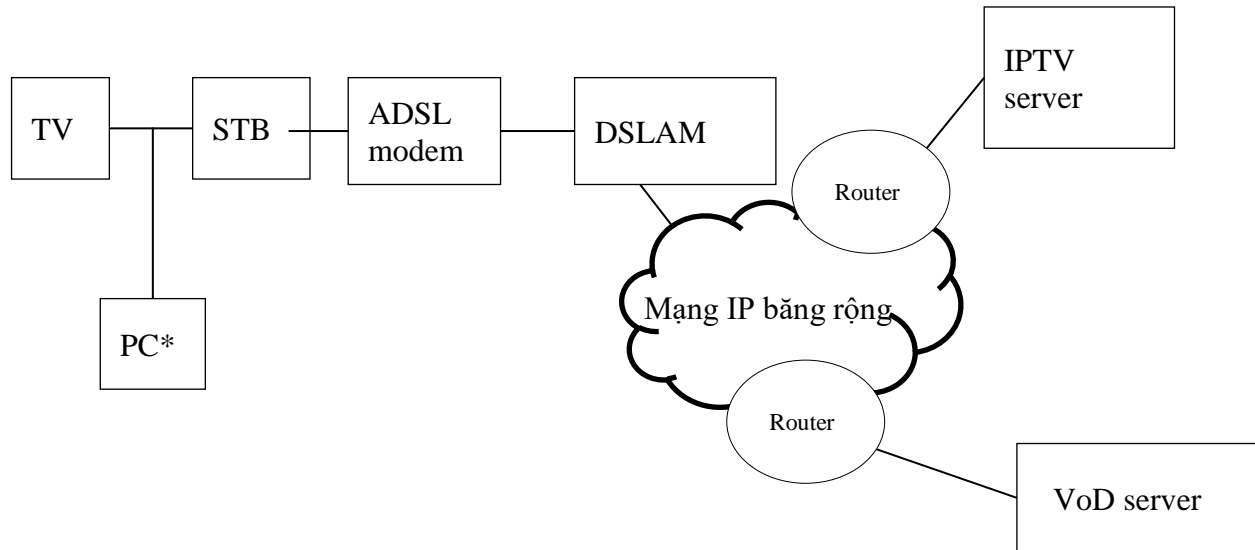 IPTV
server
TV
STB
ADSL
modem
DSLAM
Router
Mạng IP băng rộng
PC*
Router
VoD server